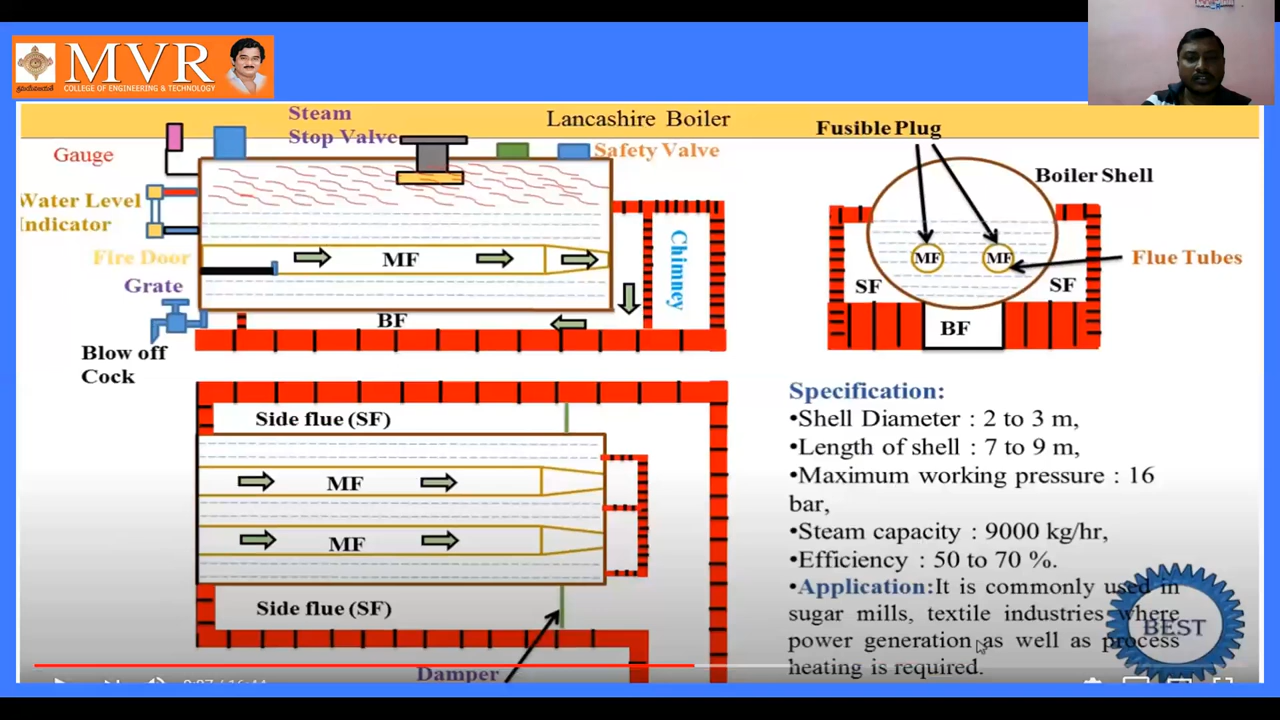 MVR
COLLEGE OF ENGINEERING & TECHNOLOGY
Lancashire Boiler
Steam
Stop Valve
Gauge
Safety Valve
Water Level
Indicator
Fire Door
MF
Grate
Chimney
BF
Blow off
Cock
Fusible Plug
Boiler Shell
MF
MF
Flue Tubes
SF
SF
BF
Side flue (SF)
MF
MF
Side flue (SF)
Damper
Specification:
•Shell Diameter : 2 to 3 m,
•Length of shell : 7 to 9 m,
•Maximum working pressure : 16
bar,
•Steam capacity : 9000 kg/hr,
•Efficiency : 50 to 70 %.
•Application:It is commonly used in
sugar mills, textile industries where
power generation as well as process
heating is required.
BEST